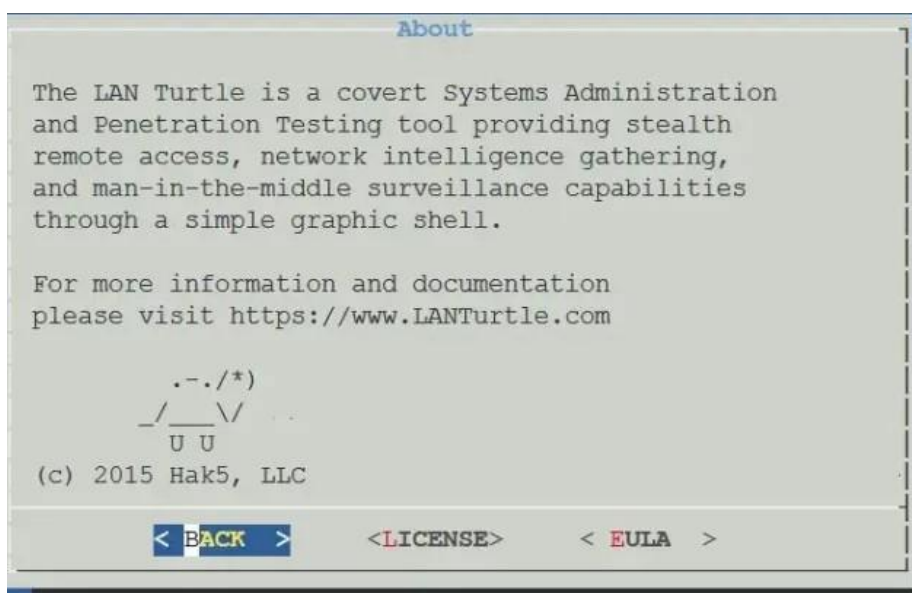 About
The LAN Turtle is a covert Systems Administration
and Penetration Testing tool providing stealth
remote access, network intelligence gathering,
and man-in-the-middle surveillance capabilities
through a simple graphic shell.
For more information and documentation
please visit https://www.LANTurtle.com
.-./*)
_/___\/
U U
(c) 2015 Hak5, LLC
< BACK > <LICENSE> < EULA >